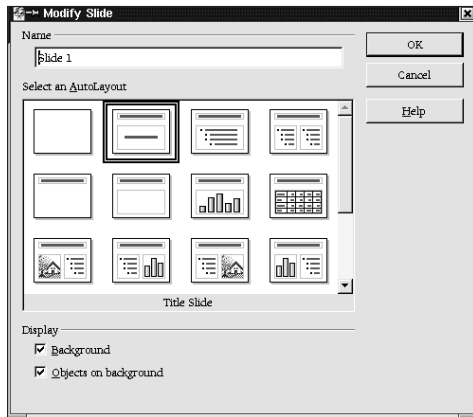 Modify Slide
Name
Slide 1
OK
Cancel
Help
Select an AutoLayout
Title Slide
Display
Background
Objects on background